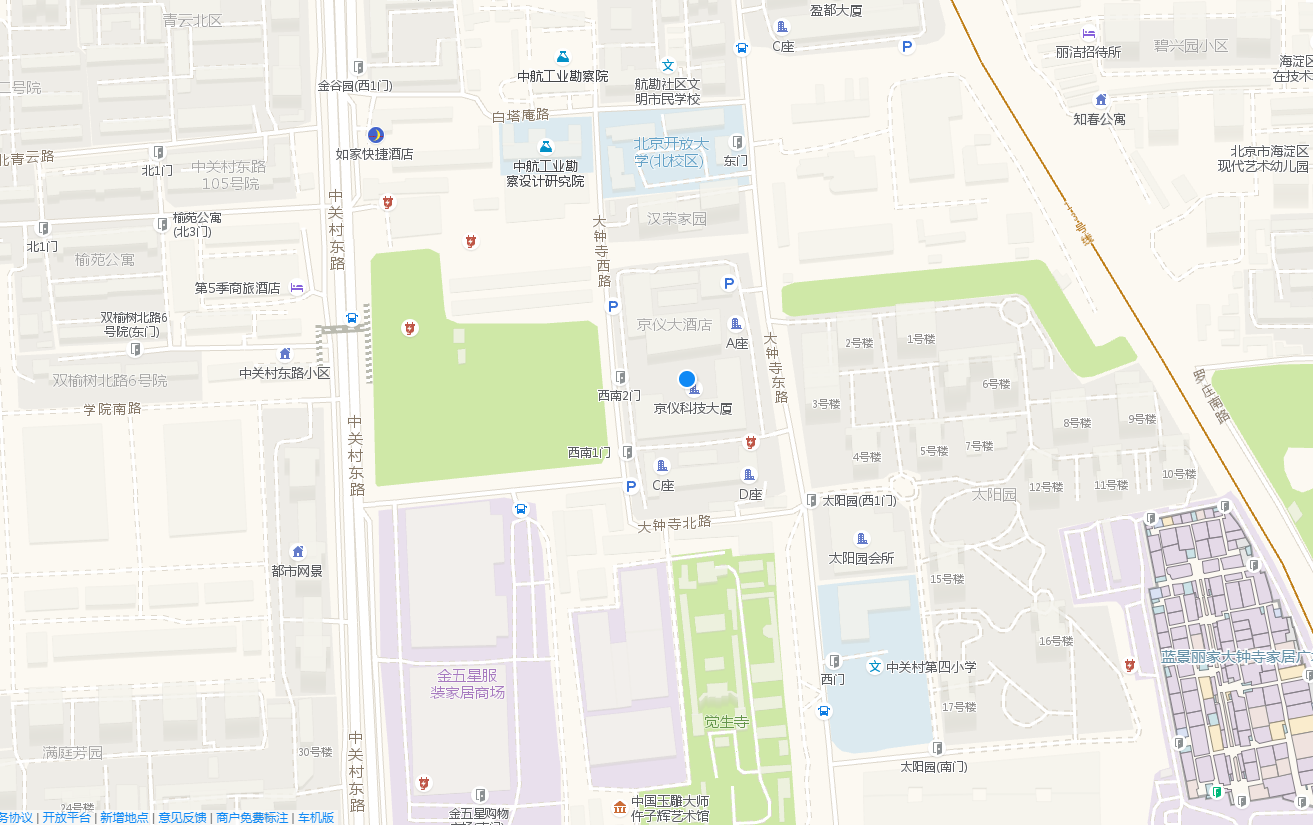 盈都大厦
青云北区
C座
丽洁招待所
碧兴园小区
金谷园(西1门)
中航工业勘察院
航勘社区文
明市民学校
海淀区
在技术
二号院
白塔庵路
知春公寓
如家快捷酒店
北京开放大
学(北校区)
东门
北青云路
北1门
中关村东路
105号院
中航工业勘
察设计研究院
北京市海淀区
现代艺术幼儿园
中关村东路
榆苑公寓
(北3门)
汉荣家园
大钟寺西路
13号线
北1门
榆苑公寓
第5季商旅酒店
双榆树北路6
号院(东门)
京仪大酒店
A座
大钟寺东路
2号楼
1号楼
中关村东路小区
双榆树北路6号院
学院南路
西南2门
京仪科技大厦
3号楼
6号楼
罗庄南路
中关村东路
8号楼
9号楼
西南1门
4号楼
5号楼
7号楼
C座
D座
10号楼
太阳园(西1门)
太阳园
12号楼
11号楼
大钟寺北路
太阳园会所
都市网景
15号楼
16号楼
蓝景丽家大钟寺家居广
金五星服
装家居商场
西门
中关村第四小学
17号楼
觉生寺
满庭芳园
30号楼
中关村东路
太阳园(南门)
24号楼
中国玉雕大师
仵子辉艺术馆
金五星购物
务协议 | 开放平台 | 新增地点 | 意见反馈 | 商户免费标注 | 车机版